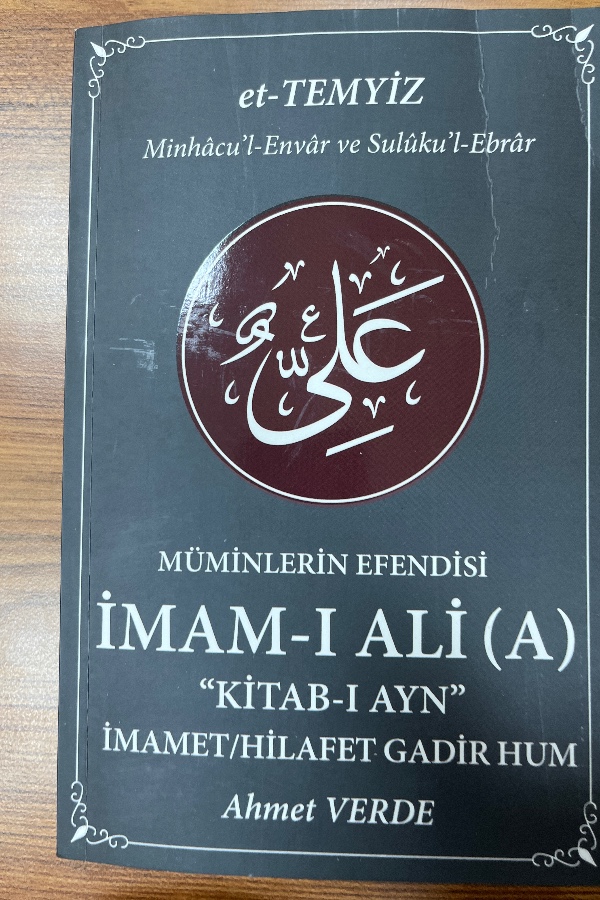 et-TEMYİZ
Minhâcu'l-Envâr ve Sulûku'l-Ebrâr
عَلِيٌّ
MÜMİNLERİN EFENDİSİ
İMAM-I ALİ (A)
“KİTAB-I AYN”
İMAMET/HİLAFET GADİR HUM
Ahmet VERDE